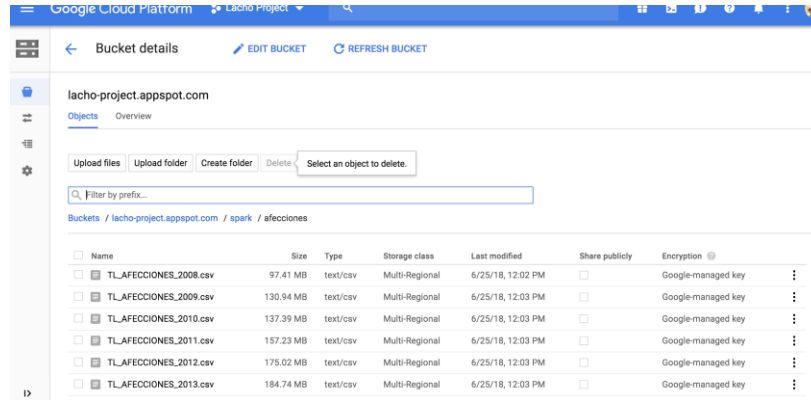 Google Cloud Platform Lacho Project
Bucket details EDIT BUCKET REFRESH BUCKET
lacho-project.appspot.com
Objects Overview
Upload files Upload folder Create folder Delete Select an object to delete.
Filter by prefix...
Buckets / lacho-project.appspot.com / spark / afecciones
Name Size Type Storage class Last modified Share publicly Encryption
TL_AFECCIONES_2008.csv 97.41 MB text/csv Multi-Regional 6/25/18, 12:02 PM Google-managed key
TL_AFECCIONES_2009.csv 130.94 MB text/csv Multi-Regional 6/25/18, 12:03 PM Google-managed key
TL_AFECCIONES_2010.csv 137.39 MB text/csv Multi-Regional 6/25/18, 12:03 PM Google-managed key
TL_AFECCIONES_2011.csv 157.23 MB text/csv Multi-Regional 6/25/18, 12:03 PM Google-managed key
TL_AFECCIONES_2012.csv 175.02 MB text/csv Multi-Regional 6/25/18, 12:03 PM Google-managed key
TL_AFECCIONES_2013.csv 184.74 MB text/csv Multi-Regional 6/25/18, 12:03 PM Google-managed key